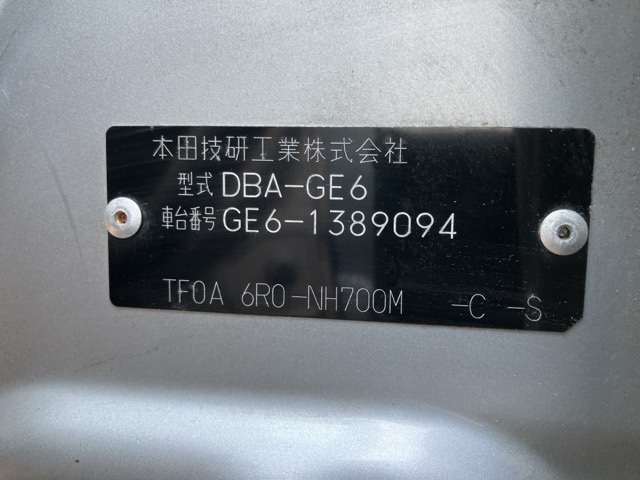 本田技研工業株式会社
型式 DBA-GE6
車台番号 GE6-1389094
TF0A 6R0-NH700M -C -S